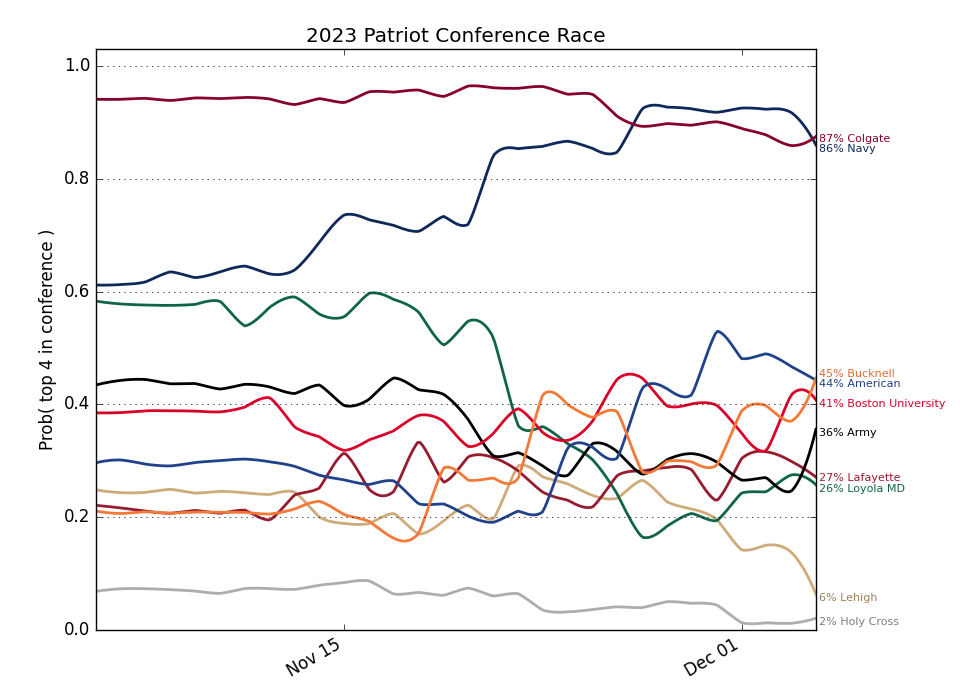 2023 Patriot Conference Race
Prob( top 4 in conference )
1.0
0.8
0.6
0.4
0.2
0.0
Nov 15
Dec 01
87% Colgate
86% Navy
45% Bucknell
44% American
41% Boston University
36% Army
27% Lafayette
26% Loyola MD
6% Lehigh
2% Holy Cross